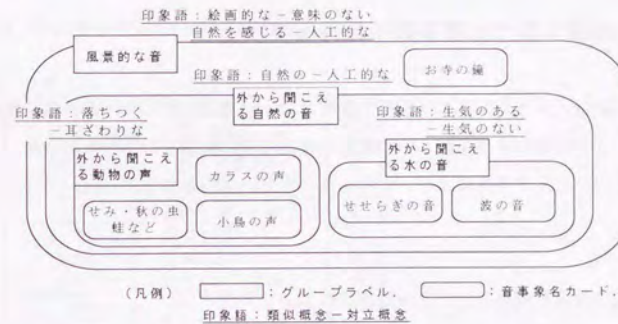 印象語：絵画的な－意味のない
自然を感じる－人工的な
風景的な音
印象語：自然の－人工的な
お寺の鐘
印象語：落ちつく
－耳ざわりな
外から聞こえ
る自然の音
印象語：生気のある
－生気のない
外から聞こえ
る動物の声
カラスの声
せみ・秋の虫
蛙など
小鳥の声
外から聞こえ
る水の音
せせらぎの音
波の音
（凡例）
：グループラベル，
：音事象名カード，
印象語：類似概念－対立概念